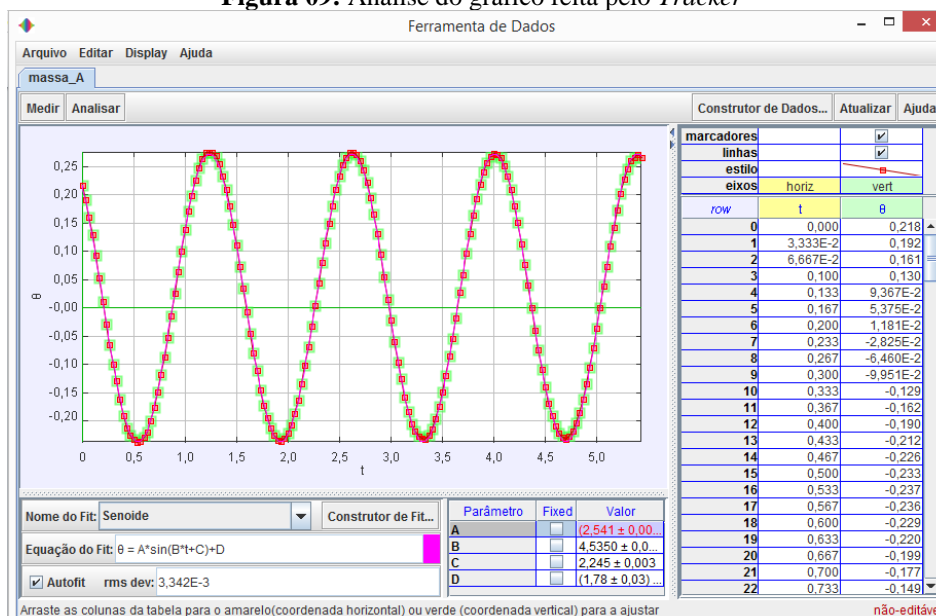 Figura 09: Análise do gráfico feita pelo Tracker
Ferramenta de Dados
Arquivo Editar Display Ajuda
massa_A
Medir Analisar Construtor de Dados... Atualizar Ajuda
marcadores
linhas
estilo
eixos horiz vert
row t θ
0 0,000 0,218
1 3,333E-2 0,192
2 6,667E-2 0,161
3 0,100 0,130
4 0,133 9,367E-2
5 0,167 5,375E-2
6 0,200 1,181E-2
7 0,233 -2,825E-2
8 0,267 -6,460E-2
9 0,300 -9,951E-2
10 0,333 -0,129
11 0,367 -0,162
12 0,400 -0,190
13 0,433 -0,212
14 0,467 -0,226
15 0,500 -0,233
16 0,533 -0,237
17 0,567 -0,236
18 0,600 -0,229
19 0,633 -0,220
20 0,667 -0,199
21 0,700 -0,177
22 0,733 -0,149
0,25
0,20
0,15
0,10
0,05
-0,00
-0,05
-0,10
-0,15
-0,20
θ
0 0,5 1,0 1,5 2,0 2,5 3,0 3,5 4,0 4,5 5,0
t
Nome do Fit: Senoide Construtor de Fit...
Equação do Fit: θ = A*sin(B*t+C)+D
Autofit rms dev: 3,342E-3
Parâmetro Fixed Valor
A (2,541 ± 0,00...
B 4,5350 ± 0,0...
C 2,245 ± 0,003
D (1,78 ± 0,03) ...
Arraste as colunas da tabela para o amarelo(coordenada horizontal) ou verde (coordenada vertical) para a ajustar não-editáve